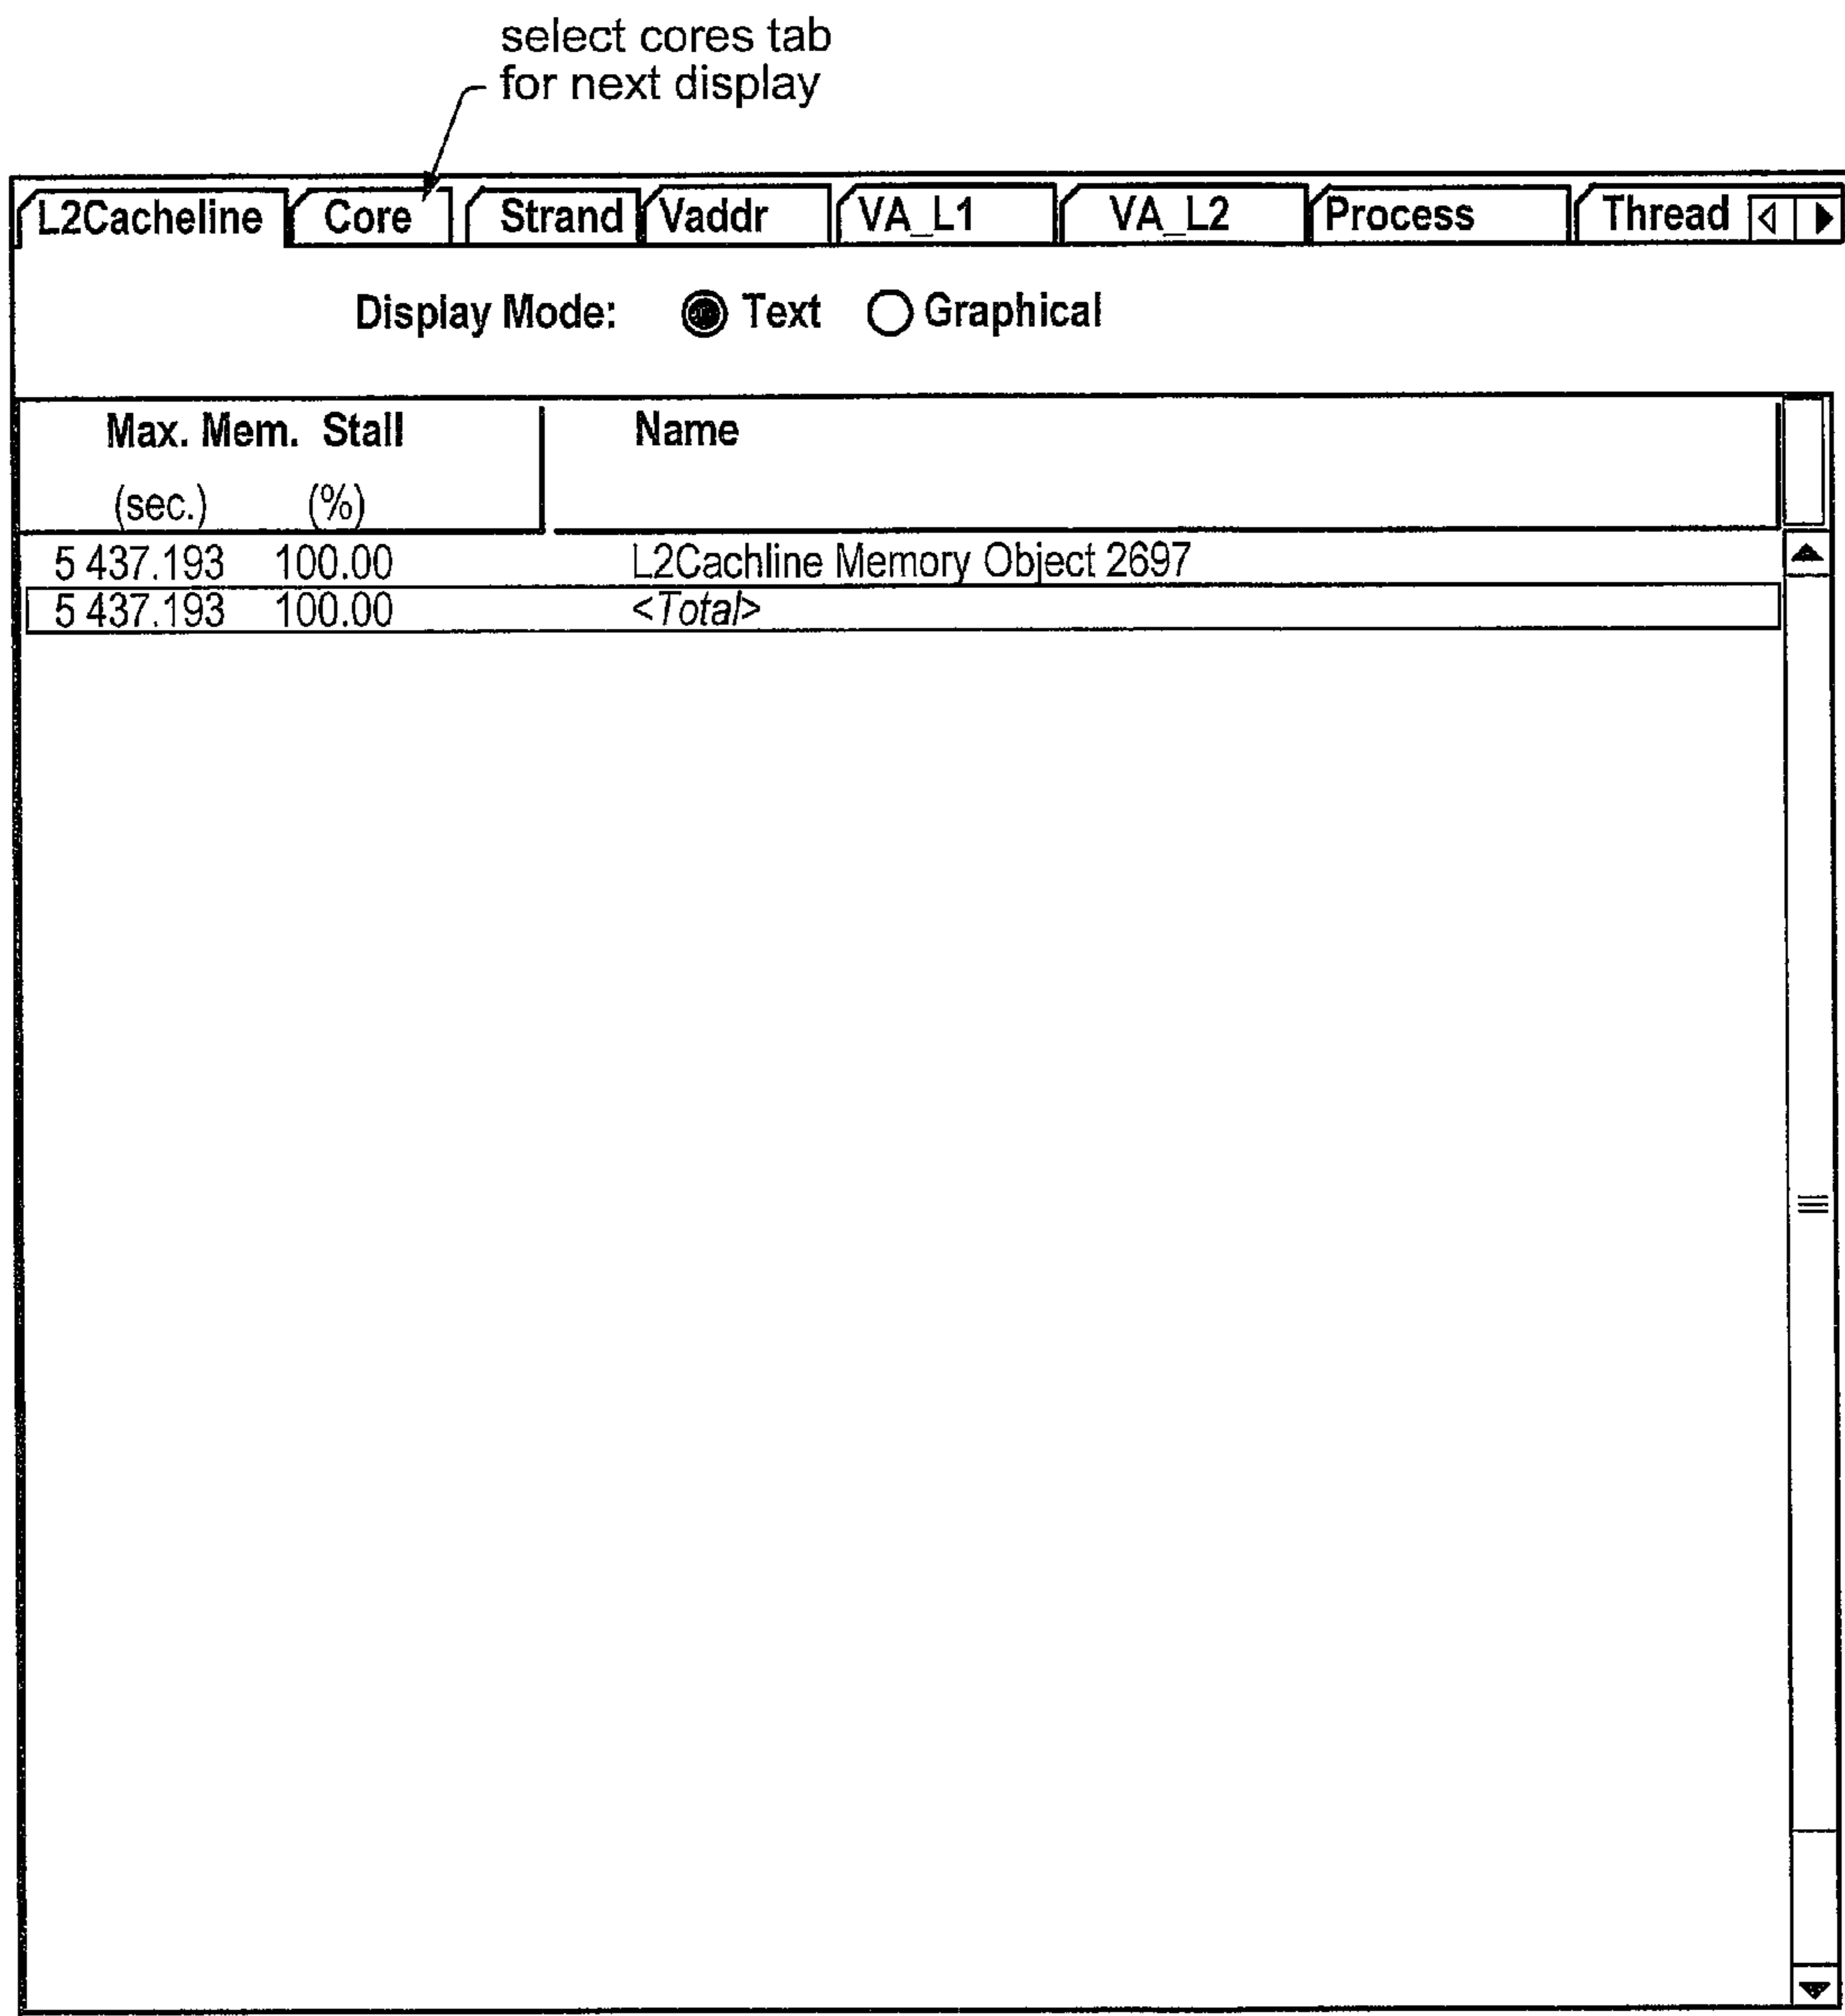 select cores tab
for next display
L2Cacheline Core Strand Vaddr VA_L1 VA_L2 Process Thread
Display Mode: Text Graphical
Max. Mem. Stall Name
(sec.) (%)
5 437.193 100.00 L2Cachline Memory Object 2697
5 437.193 100.00 <Total>